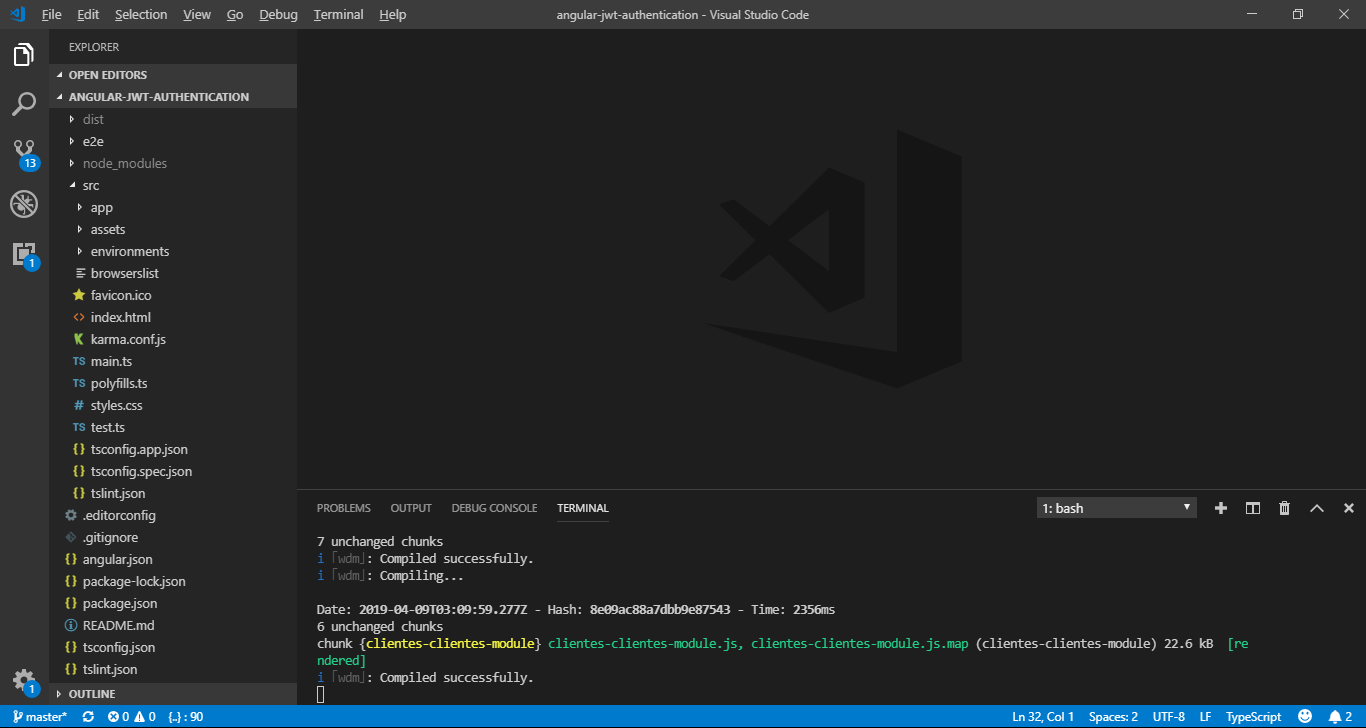 File Edit Selection View Go Debug Terminal Help
angular-jwt-authentication - Visual Studio Code
EXPLORER
OPEN EDITORS
ANGULAR-JWT-AUTHENTICATION
dist
e2e
node_modules
src
app
assets
environments
browserslist
favicon.ico
index.html
karma.conf.js
TS main.ts
TS polyfills.ts
# styles.css
TS test.ts
{} tsconfig.app.json
{} tsconfig.spec.json
{} tslint.json
.editorconfig
.gitignore
{} angular.json
{} package-lock.json
{} package.json
README.md
{} tsconfig.json
{} tslint.json
OUTLINE
13
1
1
PROBLEMS OUTPUT DEBUG CONSOLE TERMINAL
1: bash
7 unchanged chunks
i ｢wdm｣: Compiled successfully.
i ｢wdm｣: Compiling...
Date: 2019-04-09T03:09:59.277Z - Hash: 8e09ac88a7dbb9e87543 - Time: 2356ms
6 unchanged chunks
chunk {clientes-clientes-module} clientes-clientes-module.js, clientes-clientes-module.js.map (clientes-clientes-module) 22.6 kB [re
ndered]
i ｢wdm｣: Compiled successfully.
master* 0 0 {..} : 90
Ln 32, Col 1 Spaces: 2 UTF-8 LF TypeScript 2